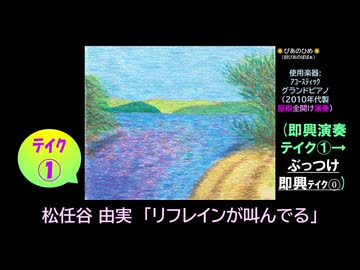 ☀ぴあのひめ☀
(旧ぴあのばばぁ)
使用楽器:
アコースティック
グランドピアノ
(2010年代製
屋根全開け演奏)
テイク
①
(即興演奏
テイク①→
ぶっつけ
即興テイク⓪)
松任谷 由実 「リフレインが叫んでる」